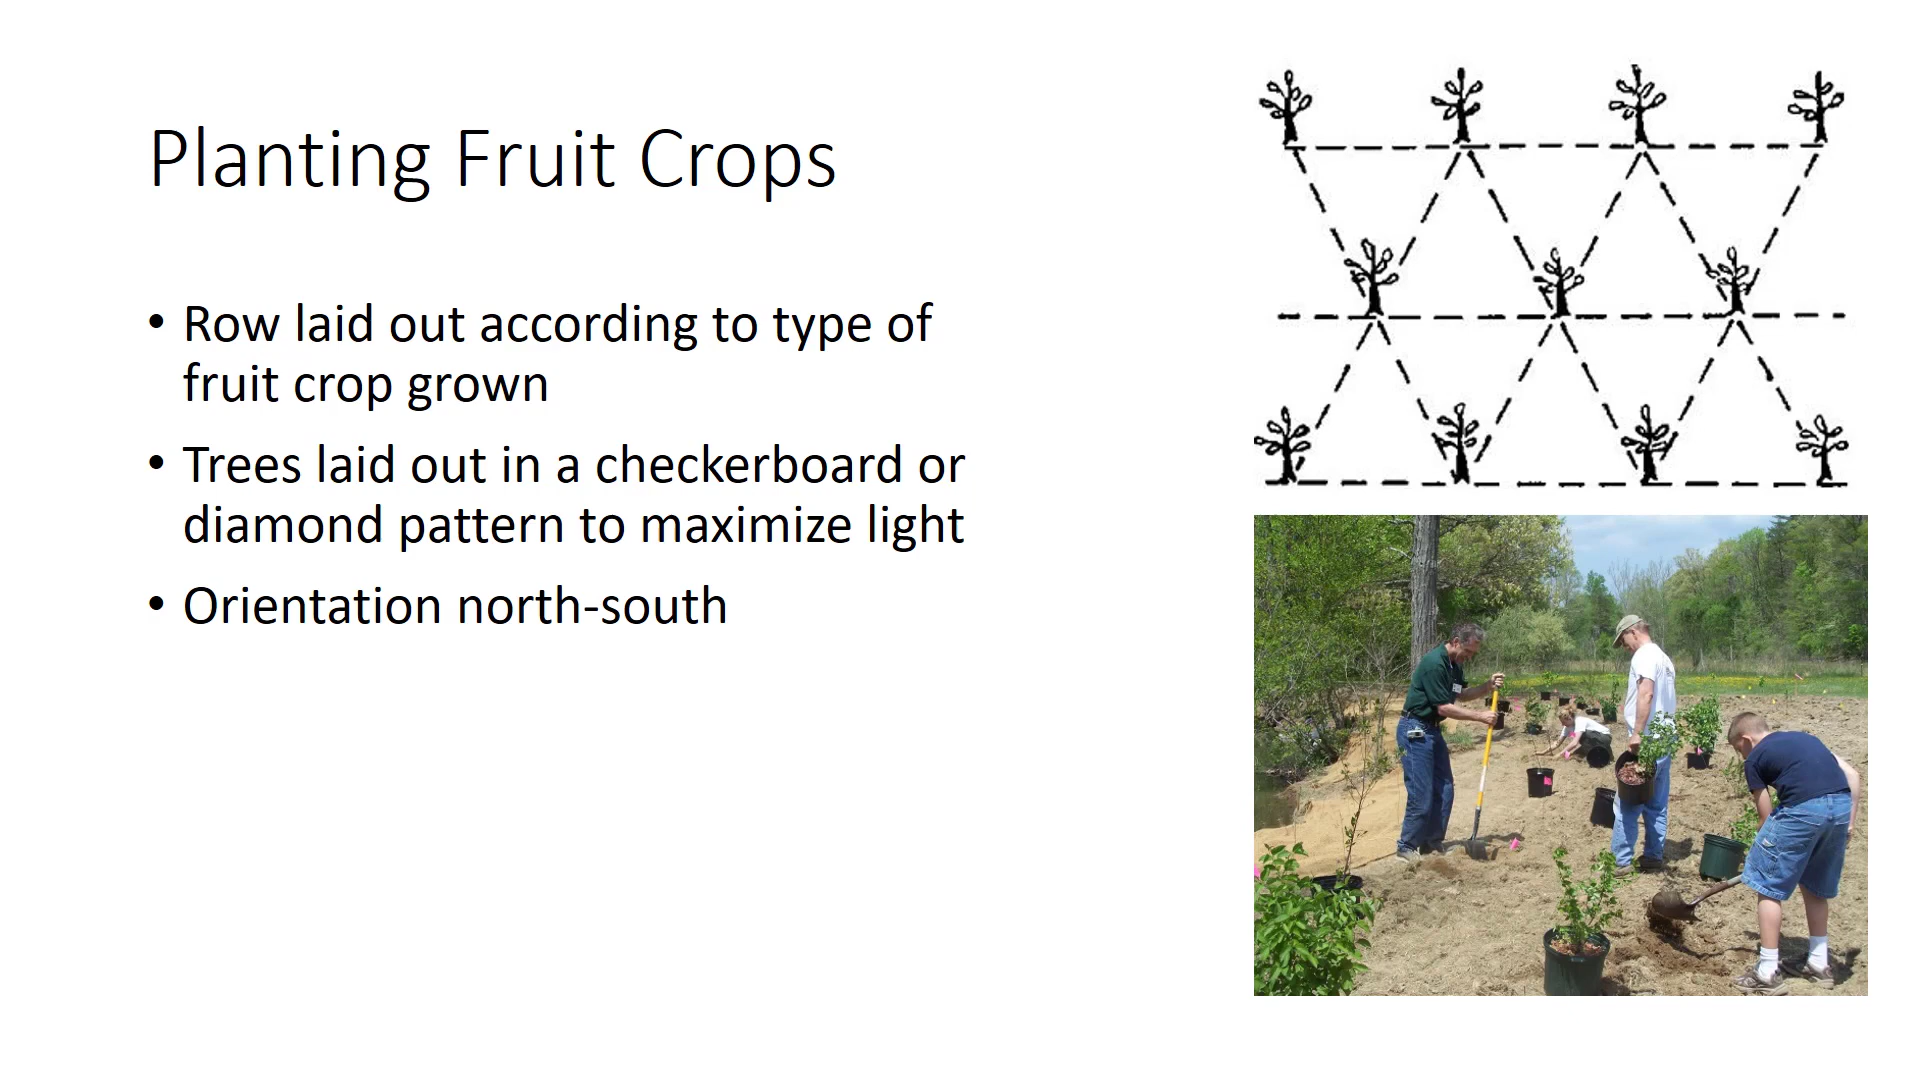 Planting Fruit Crops
• Row laid out according to type of
fruit crop grown
• Trees laid out in a checkerboard or
diamond pattern to maximize light
• Orientation north-south